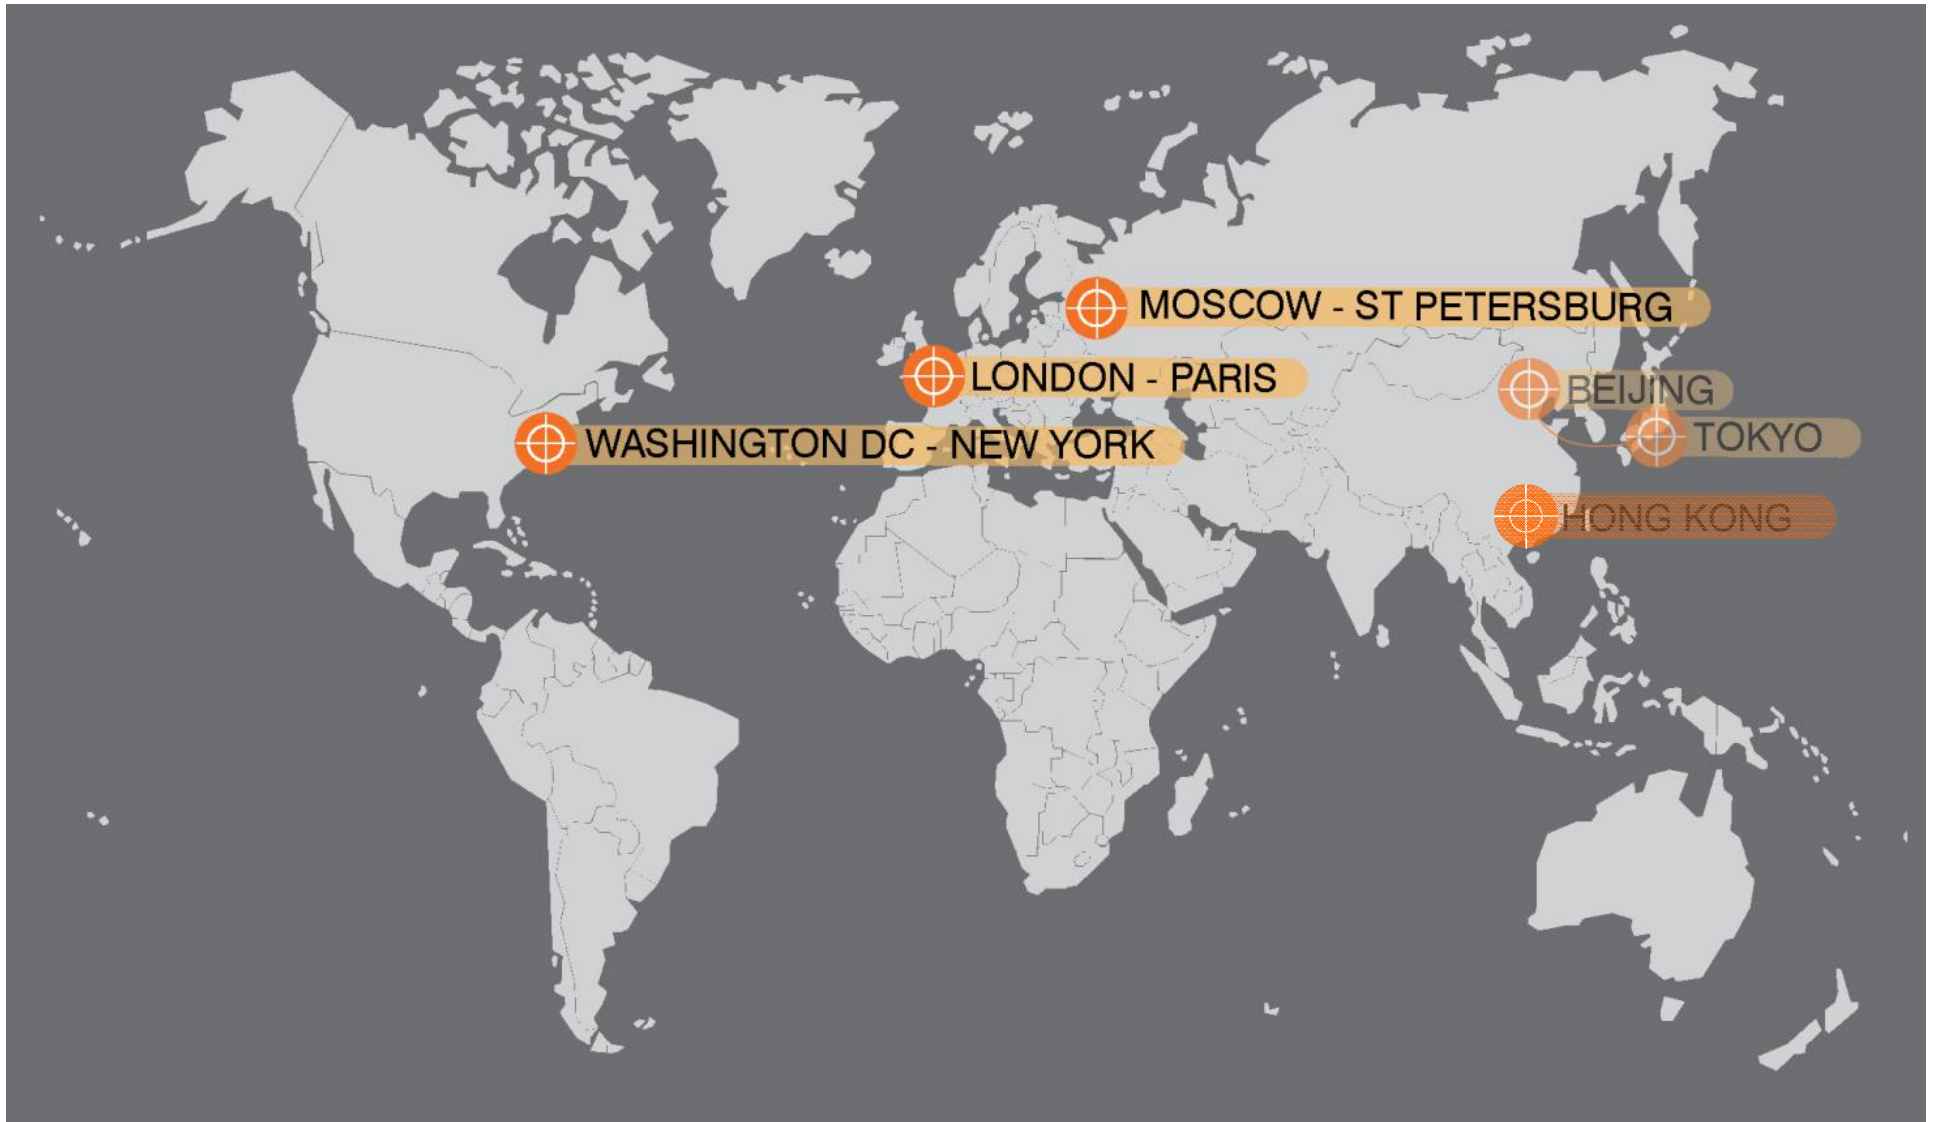 MOSCOW - ST PETERSBURG
LONDON - PARIS
BEIJING
WASHINGTON DC - NEW YORK
TOKYO
HONG KONG